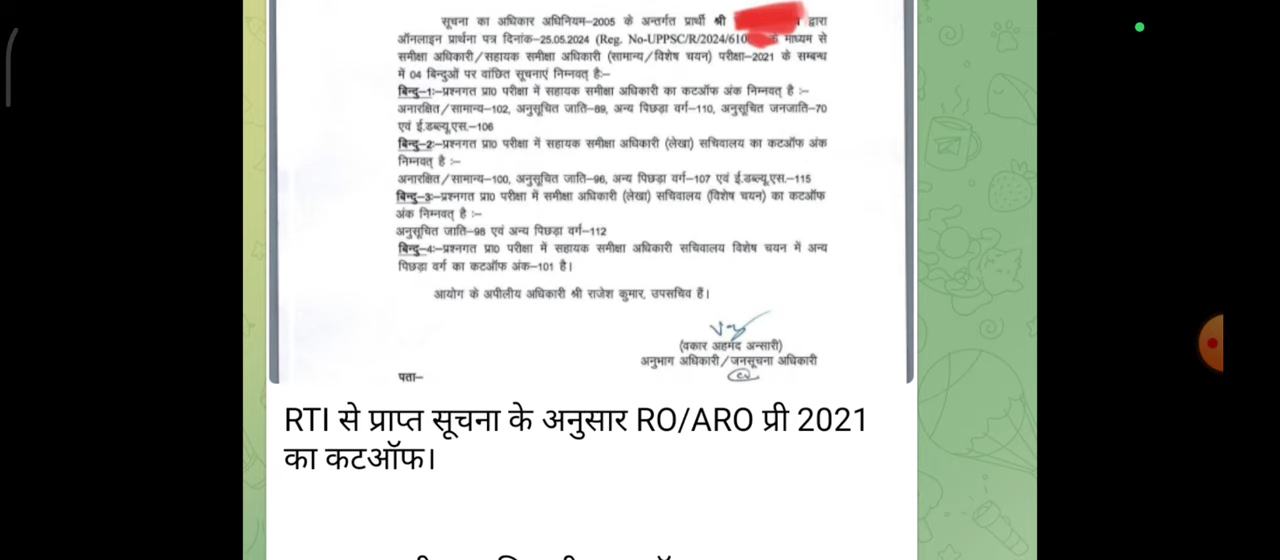 सूचना का अधिकार अधिनियम-2005 के अन्तर्गत प्रार्थी श्री द्वारा
ऑनलाइन प्रार्थना पत्र दिनांक-25.05.2024 (Reg. No-UPPSC/R/2024/610 के माध्यम से
समीक्षा अधिकारी/सहायक समीक्षा अधिकारी (सामान्य/विशेष चयन) परीक्षा-2021 के सम्बन्ध
में 04 बिन्दुओं पर वांछित सूचनाएं निम्नवत् है:-
बिन्दु-1:-प्रश्नगत प्रा0 परीक्षा में सहायक समीक्षा अधिकारी का कटऑफ अंक निम्नवत् है :-
अनारक्षित/सामान्य-102, अनुसूचित जाति-89, अन्य पिछड़ा वर्ग-110, अनुसूचित जनजाति-70
एवं ई.डब्ल्यू.एस.-106
बिन्दु-2:-प्रश्नगत प्रा0 परीक्षा में सहायक समीक्षा अधिकारी (लेखा) सचिवालय का कटऑफ अंक
निम्नवत् है :-
अनारक्षित/सामान्य-100, अनुसूचित जाति-96, अन्य पिछड़ा वर्ग-107 एवं ई.डब्ल्यू.एस.-115
बिन्दु-3:-प्रश्नगत प्रा0 परीक्षा में समीक्षा अधिकारी (लेखा) सचिवालय (विशेष चयन) का कटऑफ
अंक निम्नवत् है :-
अनुसूचित जाति-98 एवं अन्य पिछड़ा वर्ग-112
बिन्दु-4:-प्रश्नगत प्रा0 परीक्षा में सहायक समीक्षा अधिकारी सचिवालय विशेष चयन में अन्य
पिछड़ा वर्ग का कटऑफ अंक-101 है।
आयोग के अपीलीय अधिकारी श्री राजेश कुमार, उपसचिव हैं।
(वकार अहमद अन्सारी)
अनुभाग अधिकारी/जनसूचना अधिकारी
पता-
RTI से प्राप्त सूचना के अनुसार RO/ARO प्री 2021
का कटऑफ।